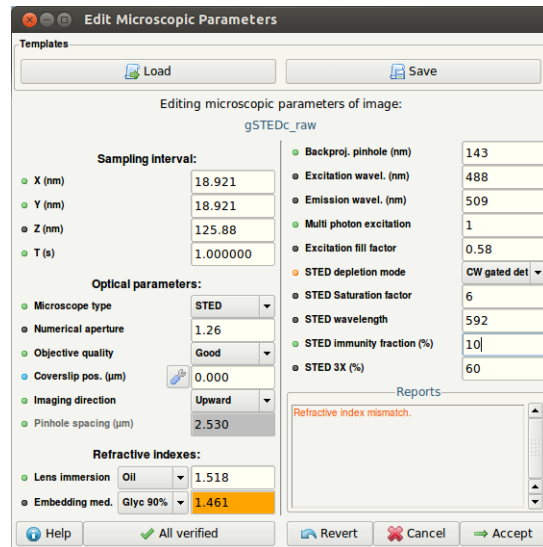 Edit Microscopic Parameters
Templates
Load
Save
Editing microscopic parameters of image:
gSTEDc_raw
Sampling interval:
X (nm) 18.921
Y (nm) 18.921
Z (nm) 125.88
T (s) 1.000000
Optical parameters:
Microscope type STED
Numerical aperture 1.26
Objective quality Good
Coverslip pos. (µm) 0.000
Imaging direction Upward
Pinhole spacing (µm) 2.530
Refractive indexes:
Lens immersion Oil 1.518
Embedding med. Glyc 90% 1.461
Backproj. pinhole (nm) 143
Excitation wavel. (nm) 488
Emission wavel. (nm) 509
Multi photon excitation 1
Excitation fill factor 0.58
STED depletion mode CW gated det
STED Saturation factor 6
STED wavelength 592
STED immunity fraction (%) 10
STED 3X (%) 60
Reports
Refractive index mismatch.
Help
All verified
Revert
Cancel
Accept